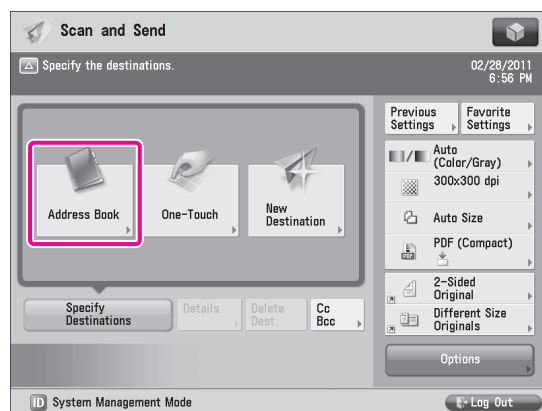 Scan and Send
Specify the destinations.
02/28/2011
6:56 PM
Address Book
One-Touch
New
Destination
Specify
Destinations
Details
Delete
Dest.
Cc
Bcc
Previous
Settings
Favorite
Settings
Auto
(Color/Gray)
300x300 dpi
Auto Size
PDF
PDF (Compact)
2-Sided
Original
Different Size
Originals
Options
ID System Management Mode
Log Out